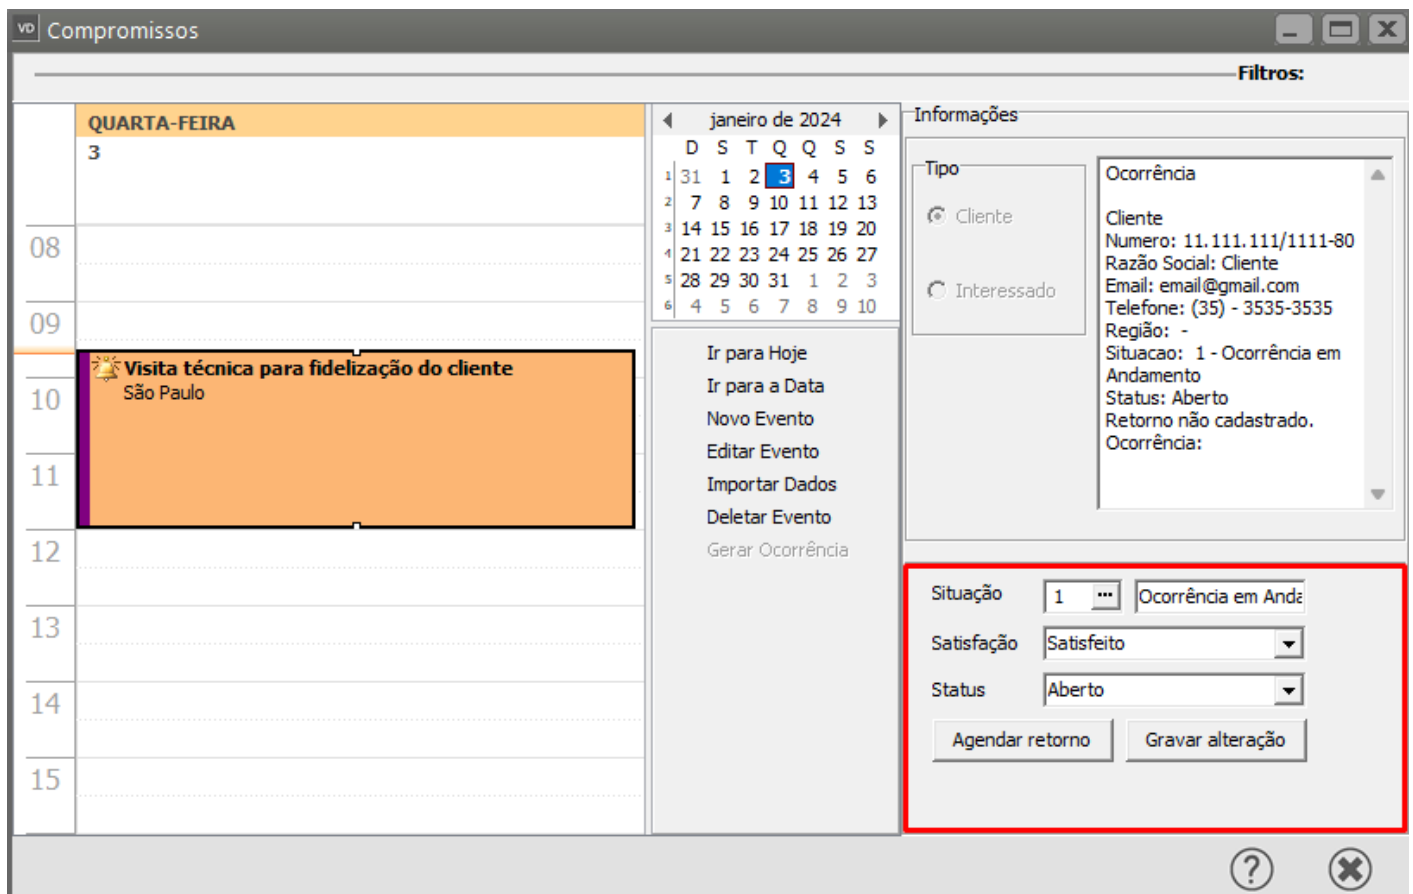 VD Compromissos
Filtros:
QUARTA-FEIRA
3
08
09
Visita técnica para fidelização do cliente
São Paulo
10
11
12
13
14
15
janeiro de 2024
D S T Q Q S S
1 31 1 2 3 4 5 6
2 7 8 9 10 11 12 13
3 14 15 16 17 18 19 20
4 21 22 23 24 25 26 27
5 28 29 30 31 1 2 3
6 4 5 6 7 8 9 10
Ir para Hoje
Ir para a Data
Novo Evento
Editar Evento
Importar Dados
Deletar Evento
Gerar Ocorrência
Informações
Tipo
Cliente
Interessado
Ocorrência
Cliente
Numero: 11.111.111/1111-80
Razão Social: Cliente
Email: email@gmail.com
Telefone: (35) - 3535-3535
Região: -
Situacao: 1 - Ocorrência em
Andamento
Status: Aberto
Retorno não cadastrado.
Ocorrência:
Situação 1 ... Ocorrência em Anda
Satisfação Satisfeito
Status Aberto
Agendar retorno Gravar alteração
?